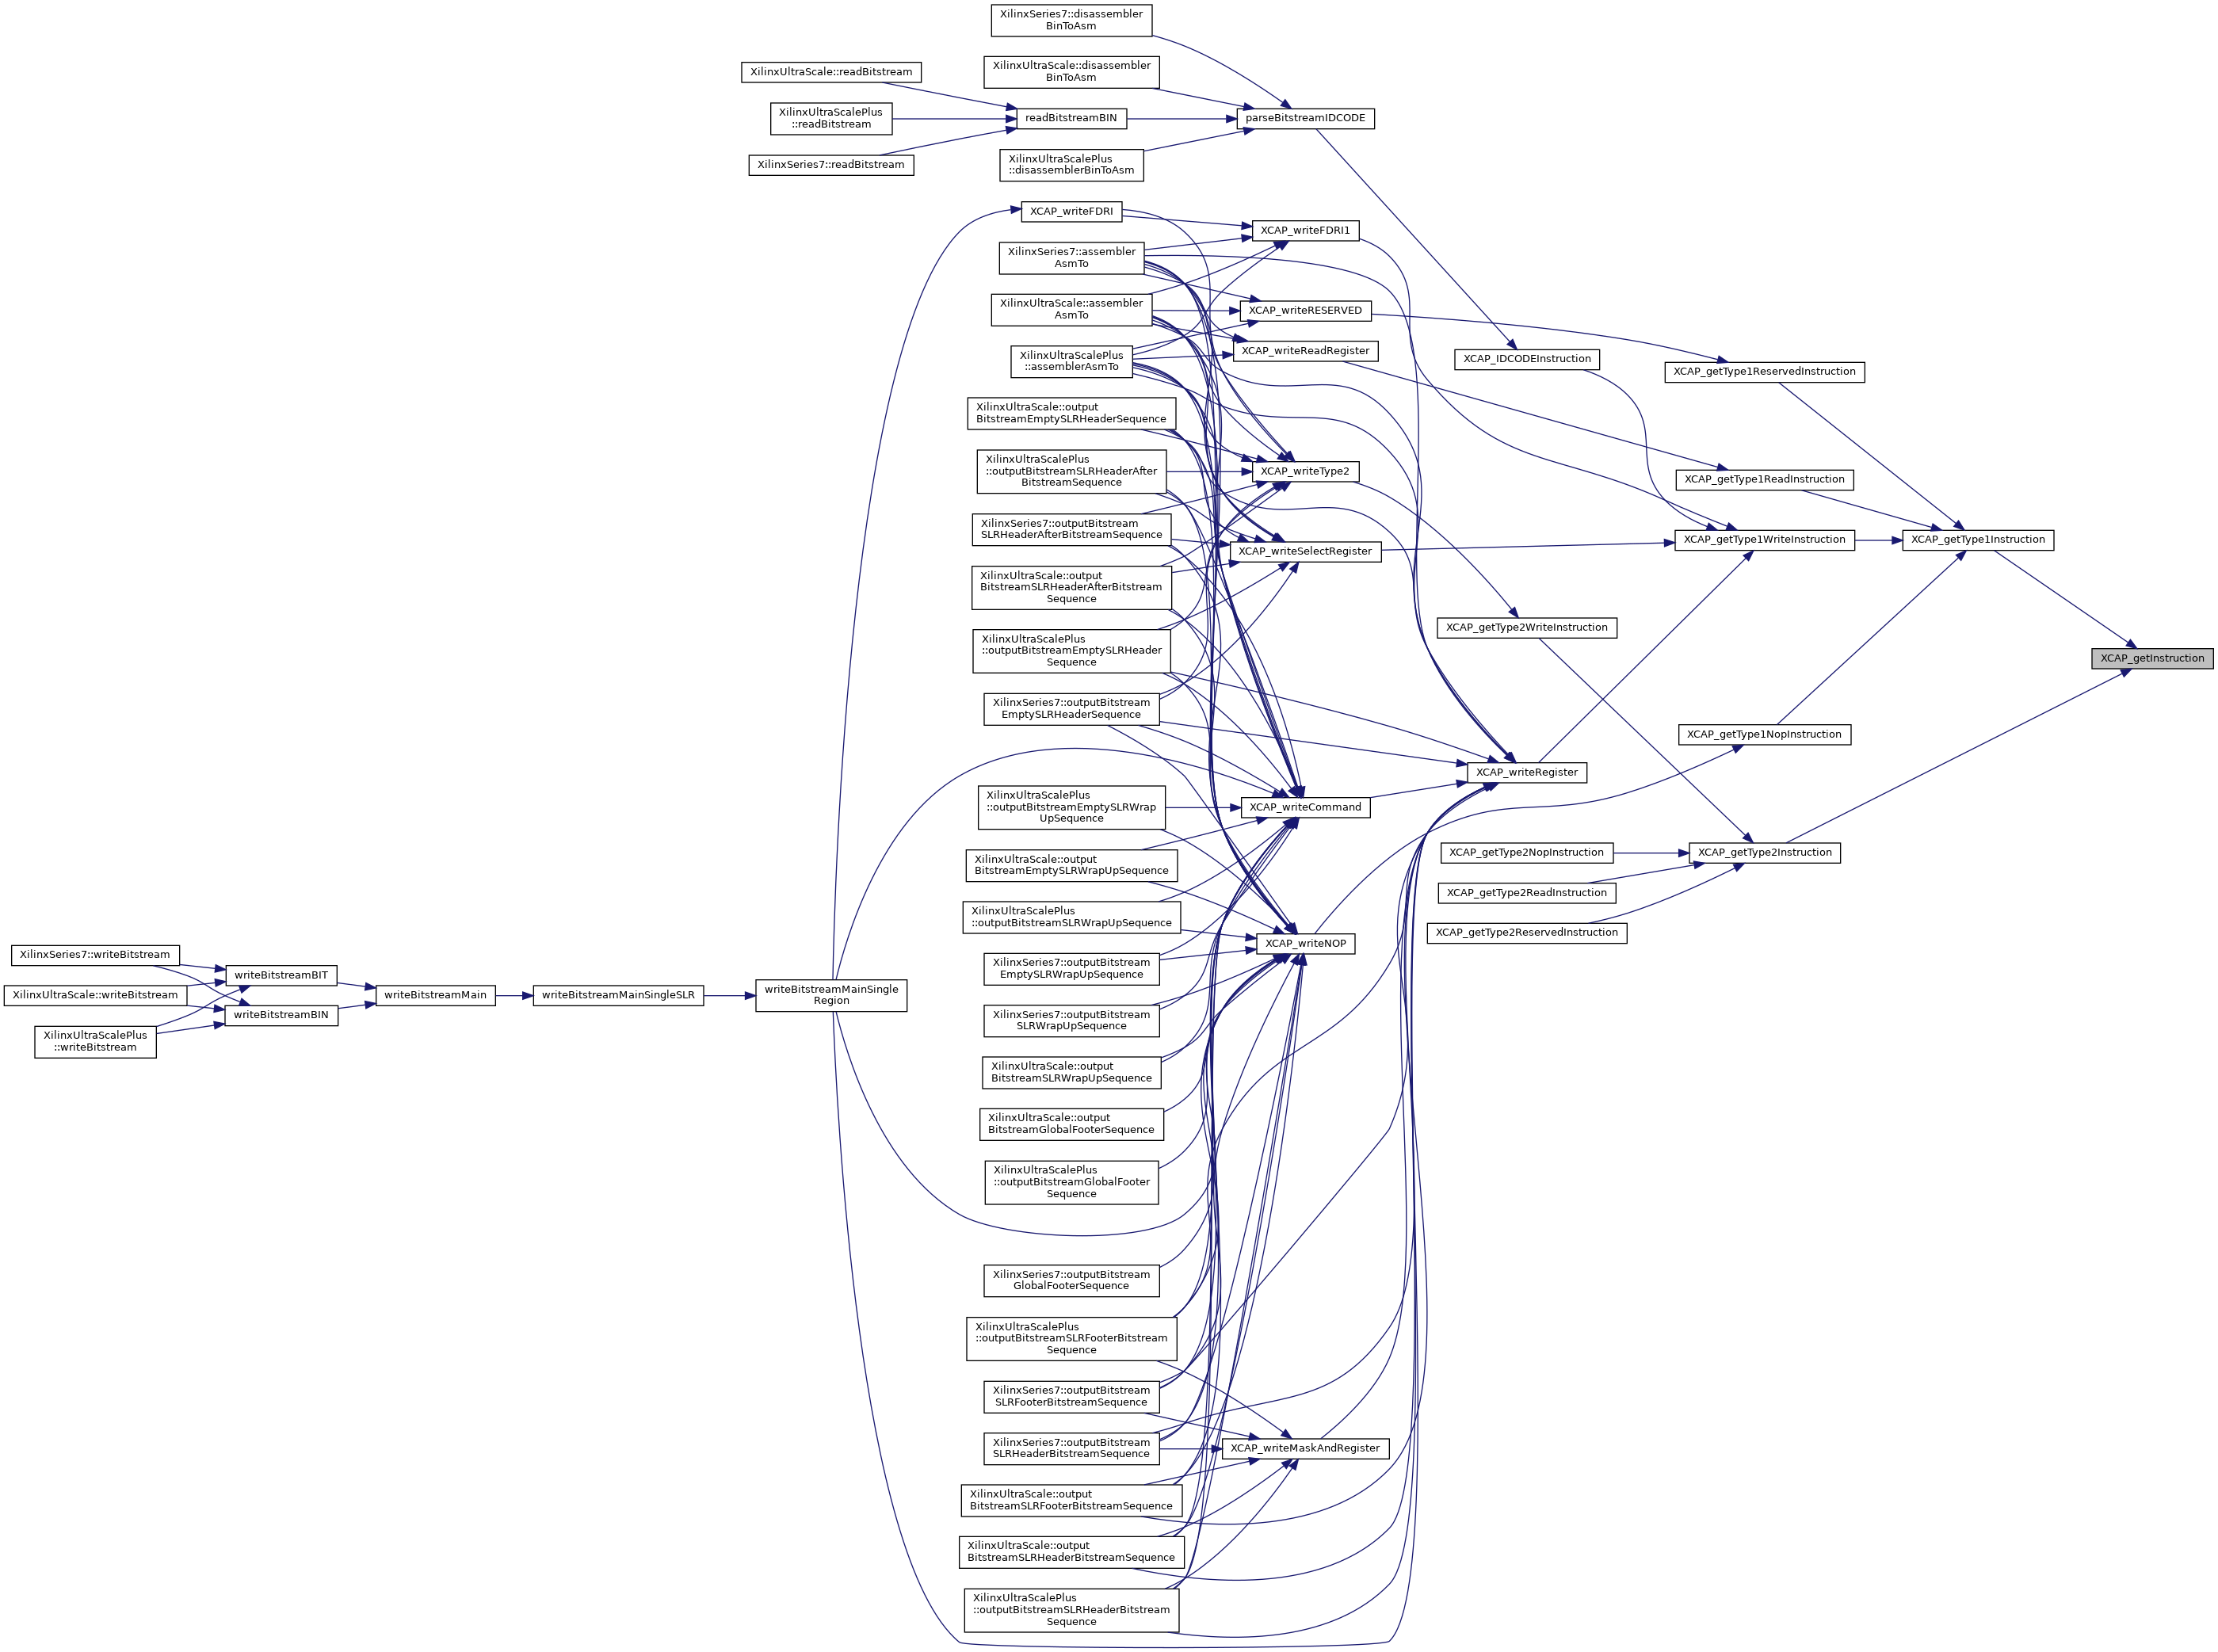 XilinxSeries7::disassembler
BinToAsm
XilinxUltraScale::disassembler
BinToAsm
XilinxUltraScale::readBitstream
XilinxUltraScalePlus
::readBitstream
readBitstreamBIN
parseBitstreamIDCODE
XilinxSeries7::readBitstream
XilinxUltraScalePlus
::disassemblerBinToAsm
XCAP_writeFDRI
XCAP_writeFDRI1
XilinxSeries7::assembler
AsmTo
XilinxUltraScale::assembler
AsmTo
XCAP_writeRESERVED
XCAP_writeReadRegister
XilinxUltraScalePlus
::assemblerAsmTo
XCAP_IDCODEInstruction
XCAP_getType1ReservedInstruction
XilinxUltraScale::output
BitstreamEmptySLRHeaderSequence
XilinxUltraScalePlus
::outputBitstreamSLRHeaderAfter
BitstreamSequence
XCAP_writeType2
XCAP_getType1ReadInstruction
XilinxSeries7::outputBitstream
SLRHeaderAfterBitstreamSequence
XCAP_writeSelectRegister
XCAP_getType1WriteInstruction
XCAP_getType1Instruction
XilinxUltraScale::output
BitstreamSLRHeaderAfterBitstream
Sequence
XilinxUltraScalePlus
::outputBitstreamEmptySLRHeader
Sequence
XCAP_getType2WriteInstruction
XCAP_getInstruction
XilinxSeries7::outputBitstream
EmptySLRHeaderSequence
XCAP_getType1NopInstruction
XCAP_writeRegister
XilinxUltraScalePlus
::outputBitstreamEmptySLRWrap
UpSequence
XCAP_writeCommand
XilinxUltraScale::output
BitstreamEmptySLRWrapUpSequence
XCAP_getType2NopInstruction
XCAP_getType2Instruction
XCAP_getType2ReadInstruction
XCAP_getType2ReservedInstruction
XilinxUltraScalePlus
::outputBitstreamSLRWrapUpSequence
XCAP_writeNOP
XilinxSeries7::outputBitstream
EmptySLRWrapUpSequence
XilinxSeries7::writeBitstream
writeBitstreamBIT
XilinxUltraScale::writeBitstream
writeBitstreamMain
writeBitstreamMainSingleSLR
writeBitstreamMainSingle
Region
writeBitstreamBIN
XilinxUltraScalePlus
::writeBitstream
XilinxSeries7::outputBitstream
SLRWrapUpSequence
XilinxUltraScale::output
BitstreamSLRWrapUpSequence
XilinxUltraScale::output
BitstreamGlobalFooterSequence
XilinxUltraScalePlus
::outputBitstreamGlobalFooter
Sequence
XilinxSeries7::outputBitstream
GlobalFooterSequence
XilinxUltraScalePlus
::outputBitstreamSLRFooterBitstream
Sequence
XilinxSeries7::outputBitstream
SLRFooterBitstreamSequence
XilinxSeries7::outputBitstream
SLRHeaderBitstreamSequence
XCAP_writeMaskAndRegister
XilinxUltraScale::output
BitstreamSLRFooterBitstreamSequence
XilinxUltraScale::output
BitstreamSLRHeaderBitstreamSequence
XilinxUltraScalePlus
::outputBitstreamSLRHeaderBitstream
Sequence